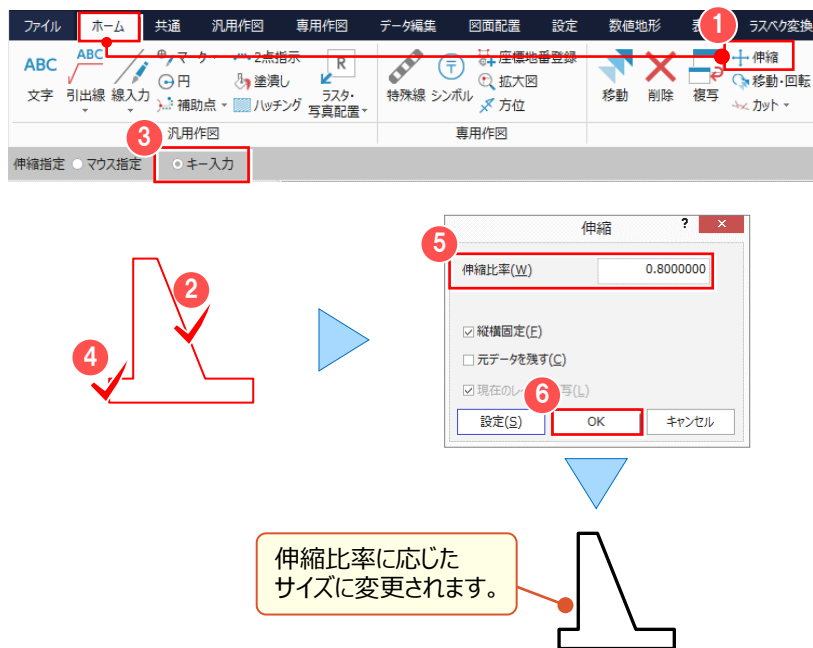 ファイル ホーム 共通 汎用作図 専用作図 データ編集 図面配置 設定 数値地形 ラスベク変換
1
ABC ABC マーク 2点指示 R 座標地番登録 伸縮
円 塗潰し 〒 拡大図 移動・回転
文字 引出線 線入力 補助点 ハッチング ラスタ・写真配置 特殊線 シンボル 方位 移動 削除 複写 カット
汎用作図 専用作図
3
伸縮指定 マウス指定 キー入力
伸縮 ? ×
5
伸縮比率(W) 0.8000000
2
縦横固定(F)
4
元データを残す(C)
現在のレ 写(L)
6
設定(S) OK キャンセル
伸縮比率に応じた
サイズに変更されます。